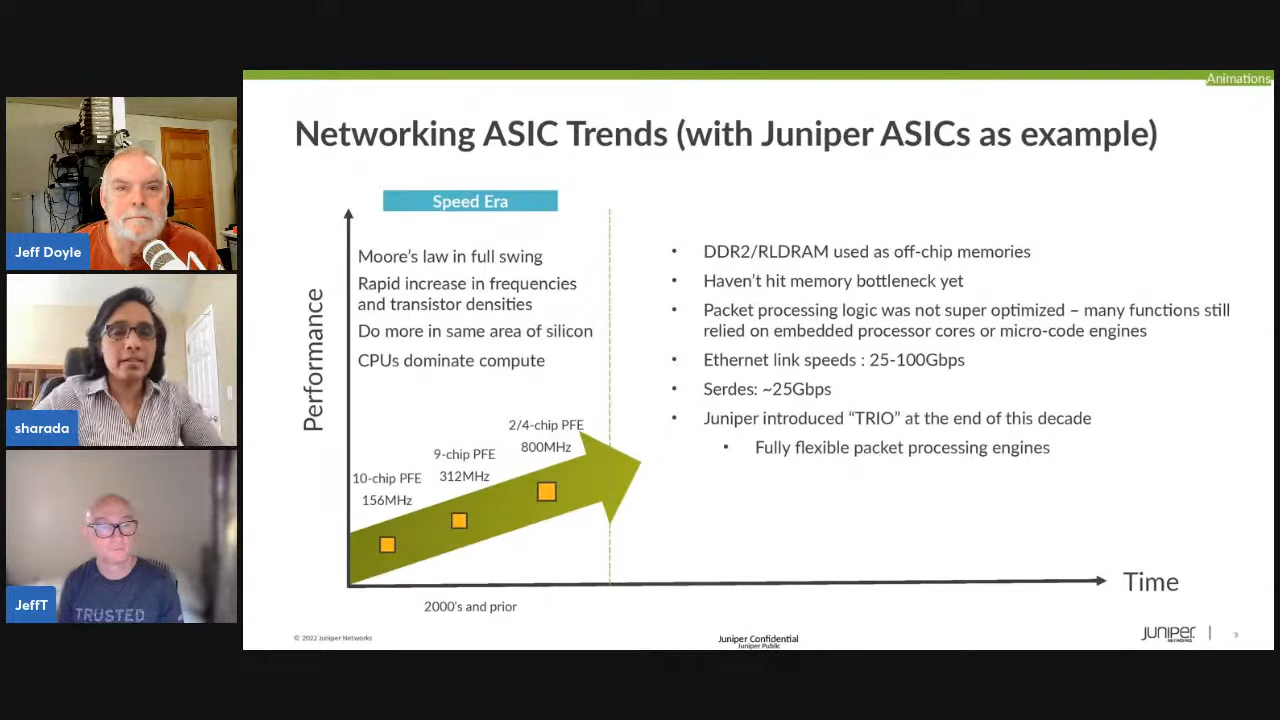 Animations
Networking ASIC Trends (with Juniper ASICs as example)
Speed Era
Moore's law in full swing
Rapid increase in frequencies
and transistor densities
Do more in same area of silicon
CPUs dominate compute
Performance
2/4-chip PFE
800MHz
9-chip PFE
312MHz
10-chip PFE
156MHz
2000's and prior
Time
• DDR2/RLDRAM used as off-chip memories
• Haven't hit memory bottleneck yet
• Packet processing logic was not super optimized – many functions still
relied on embedded processor cores or micro-code engines
• Ethernet link speeds : 25-100Gbps
• Serdes: ~25Gbps
• Juniper introduced “TRIO” at the end of this decade
• Fully flexible packet processing engines
© 2022 Juniper Networks
Juniper Confidential
Juniper Public
JUNIPER
NETWORKS
3
Jeff Doyle
sharada
JeffT
TRUSTED